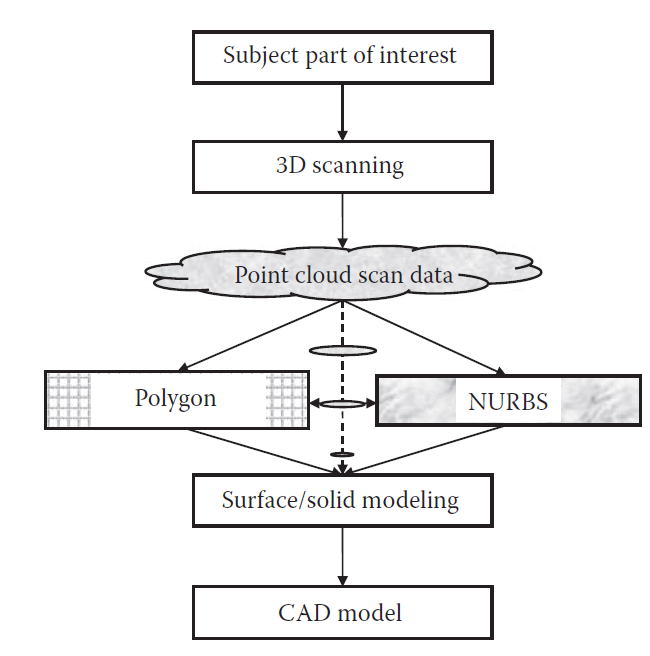 Subject part of interest
3D scanning
Point cloud scan data
Polygon
NURBS
Surface/solid modeling
CAD model